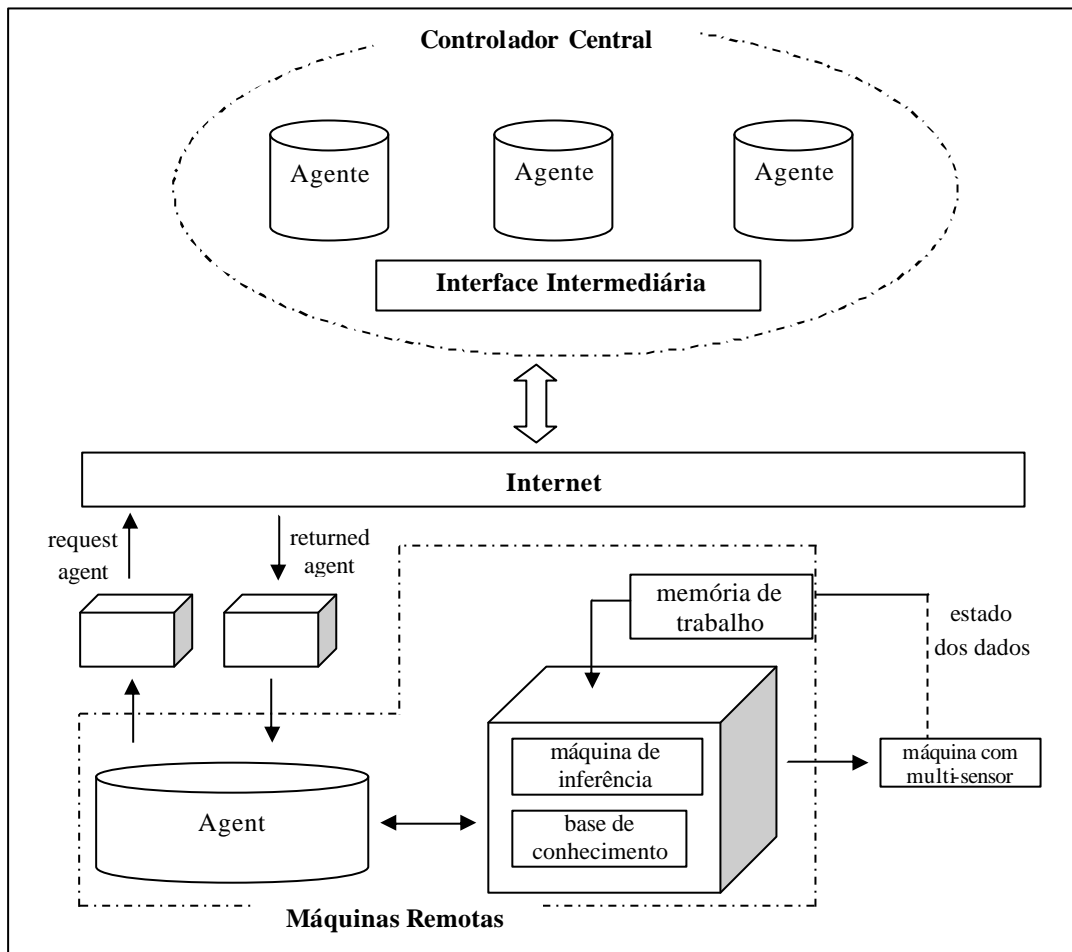 Controlador Central
Agente
Agente
Agente
Interface Intermediária
Internet
request
agent
returned
agent
memória de
trabalho
estado
dos dados
máquina de
inferência
máquina com
multi-sensor
Agent
base de
conhecimento
Máquinas Remotas